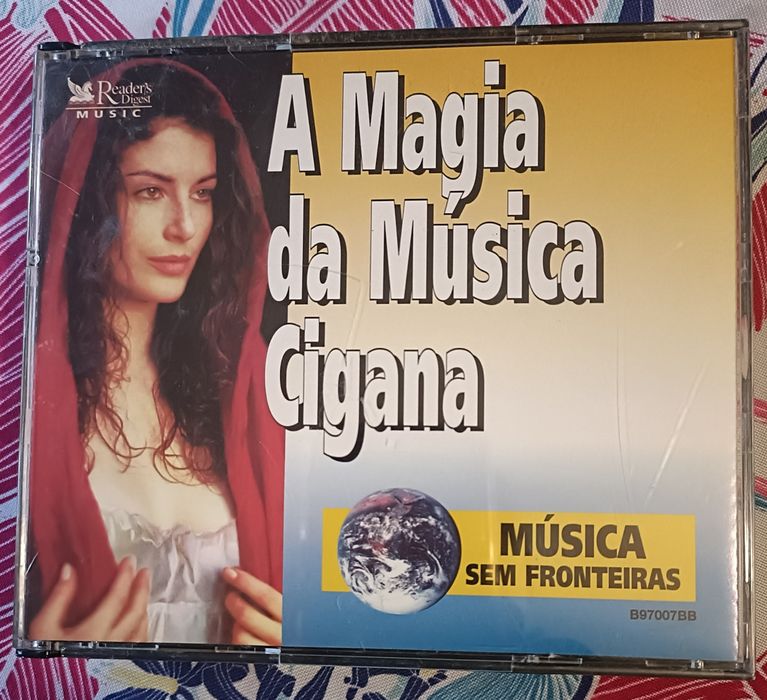 Reader's
Digest
MUSIC
A Magia
da Música
Cigana
MÚSICA
SEM FRONTEIRAS
B97007BB